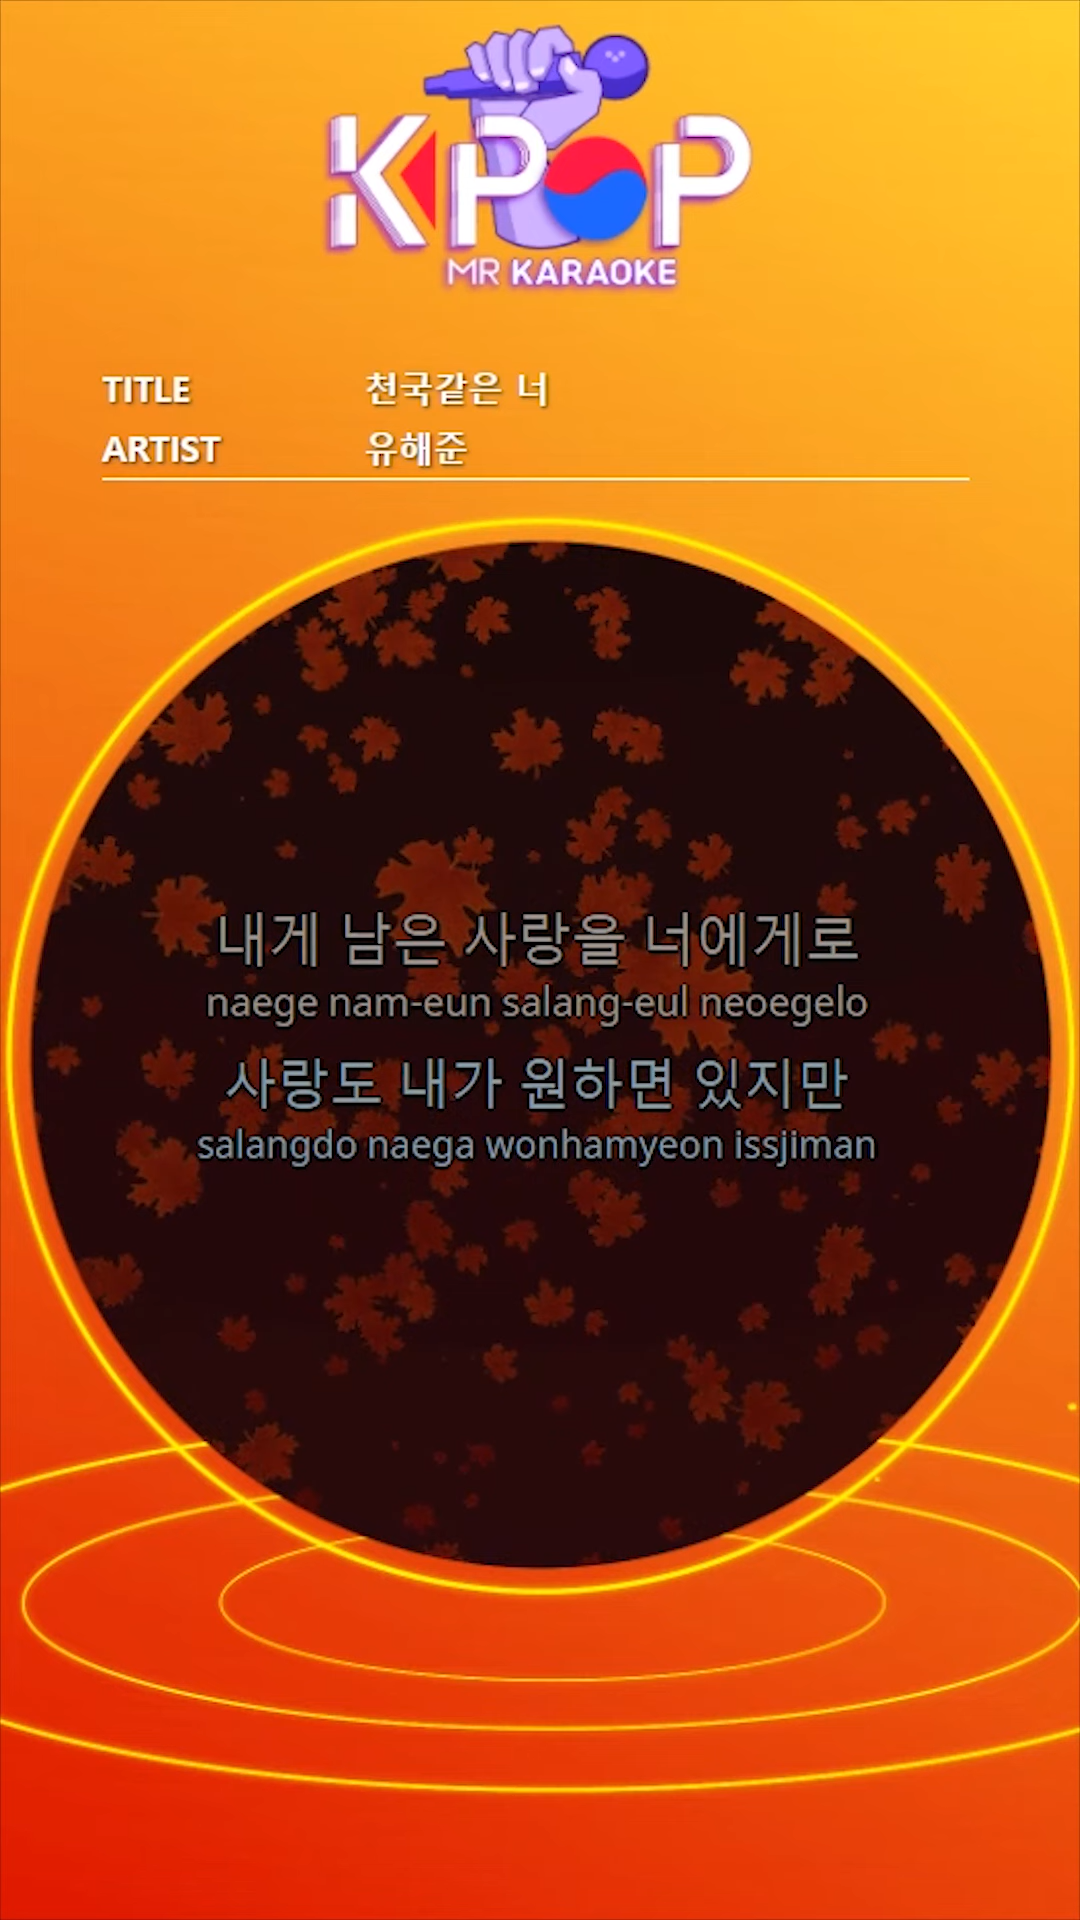 KPOP
MR KARAOKE
TITLE 천국같은 너
ARTIST 유해준
내게 남은 사랑을 너에게로
naege nam-eun salang-eul neoegelo
사랑도 내가 원하면 있지만
salangdo naega wonhamyeon issjiman